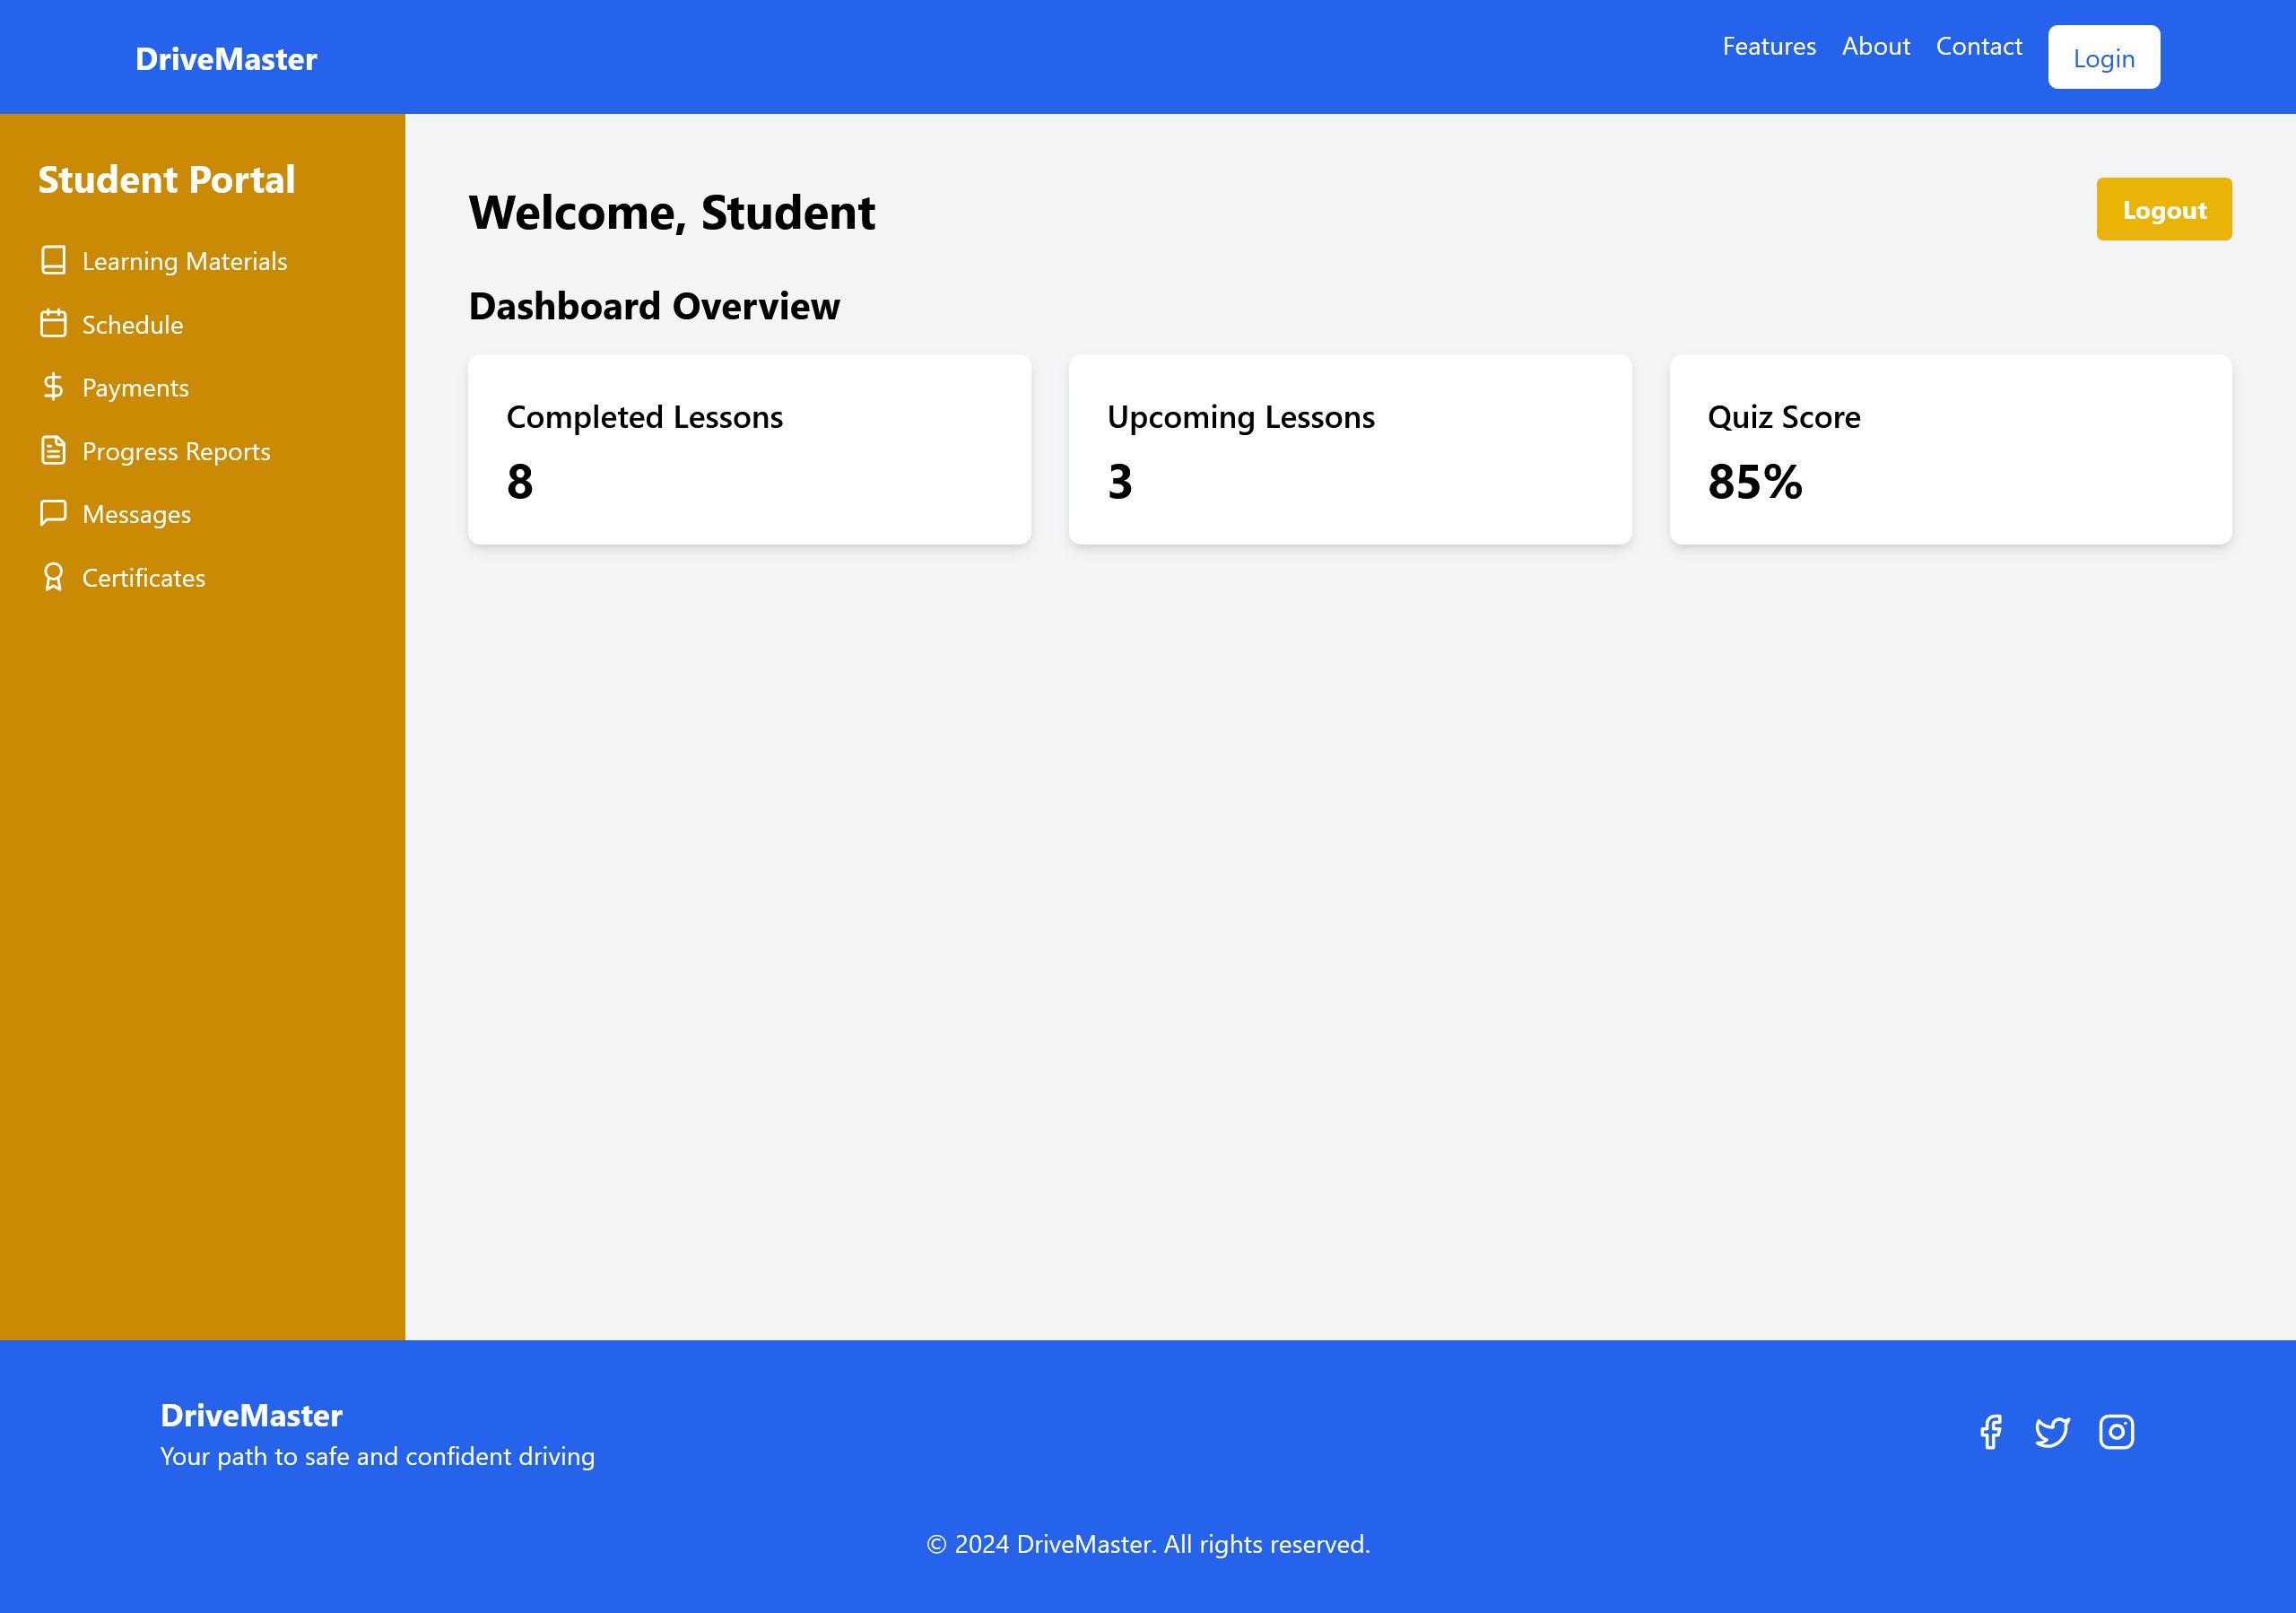 DriveMaster
Features About Contact Login
Student Portal
Learning Materials
Schedule
Payments
Progress Reports
Messages
Certificates
Welcome, Student
Logout
Dashboard Overview
Completed Lessons
8
Upcoming Lessons
3
Quiz Score
85%
DriveMaster
Your path to safe and confident driving
© 2024 DriveMaster. All rights reserved.